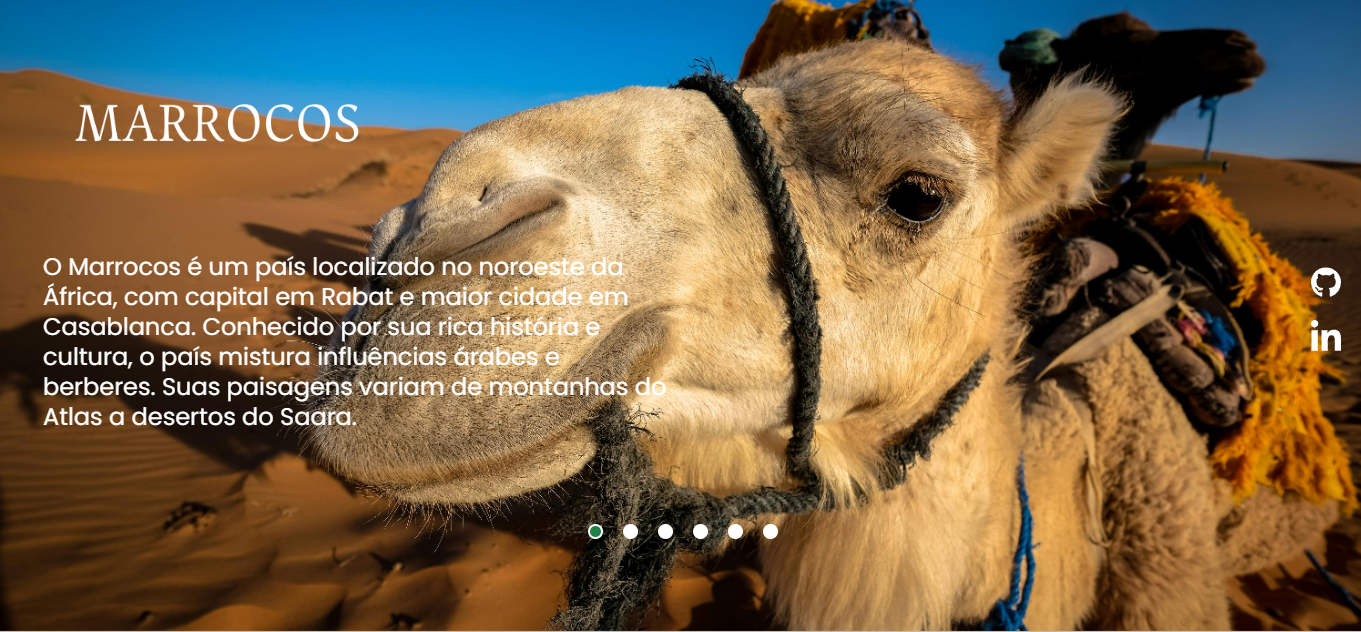 MARROCOS
O Marrocos é um país localizado no noroeste da
África, com capital em Rabat e maior cidade em
Casablanca. Conhecido por sua rica história e
cultura, o país mistura influências árabes e
berberes. Suas paisagens variam de montanhas do
Atlas a desertos do Saara.
in